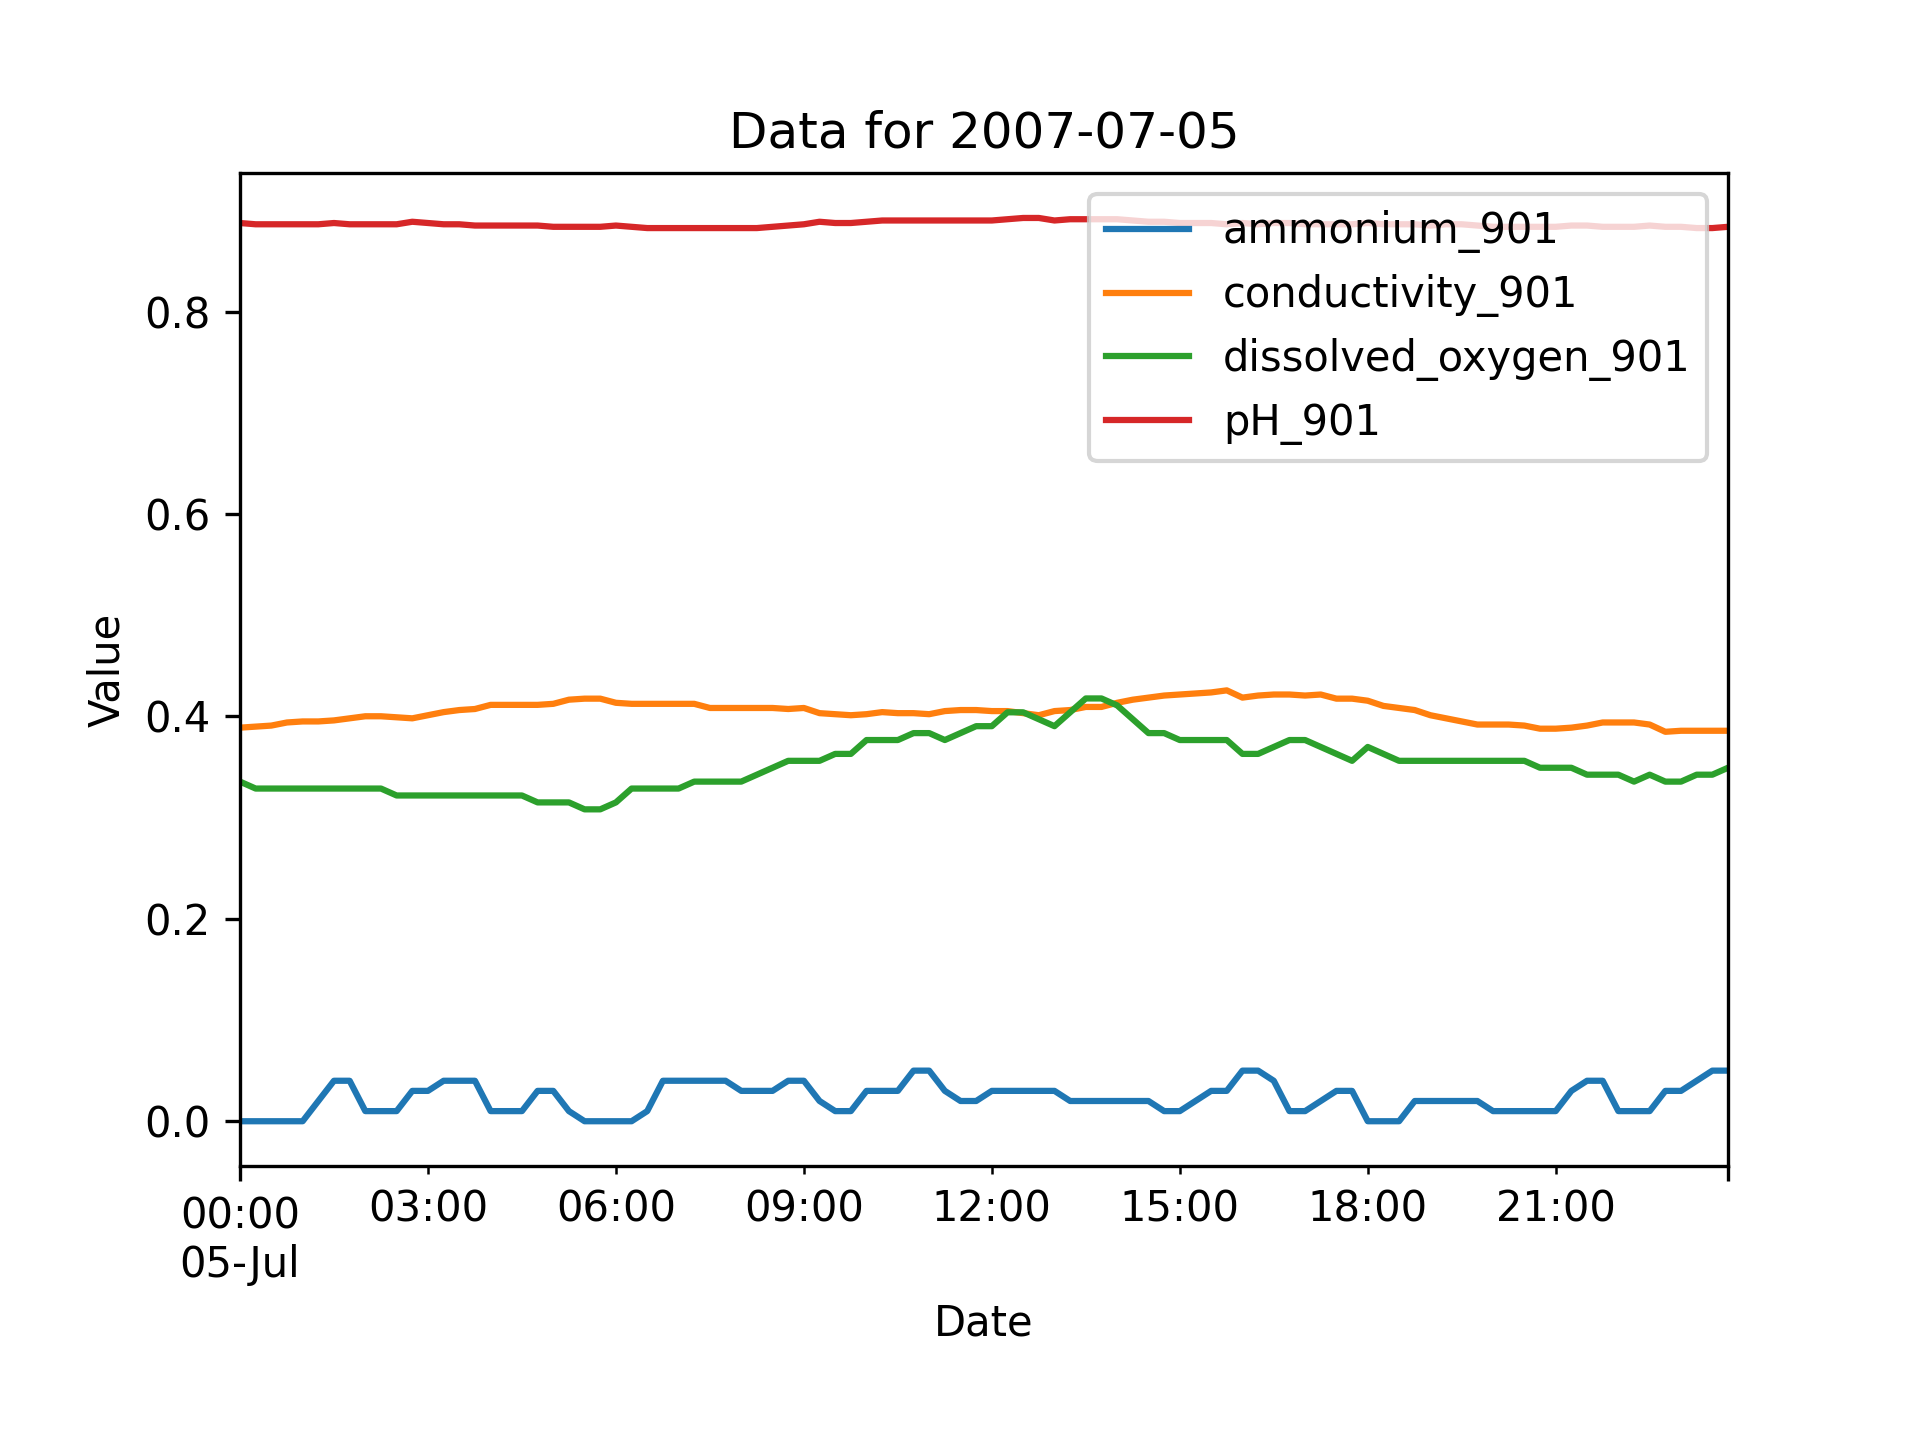 Data for 2007-07-05
ammonium_901
conductivity_901
dissolved_oxygen_901
pH_901
0.8
0.6
0.4
0.2
0.0
Value
00:00 03:00 06:00 09:00 12:00 15:00 18:00 21:00
05-Jul
Date